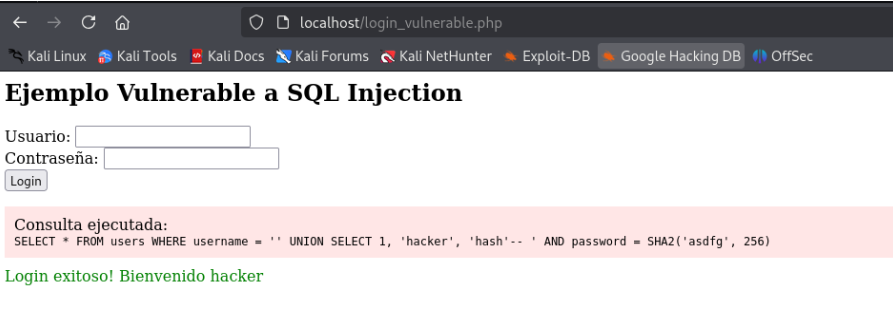 localhost/login_vulnerable.php
Kali Linux Kali Tools Kali Docs Kali Forums Kali NetHunter Exploit-DB Google Hacking DB OffSec
Ejemplo Vulnerable a SQL Injection
Usuario:
Contraseña:
Login
Consulta ejecutada:
SELECT * FROM users WHERE username = '' UNION SELECT 1, 'hacker', 'hash'-- ' AND password = SHA2('asdfg', 256)
Login exitoso! Bienvenido hacker